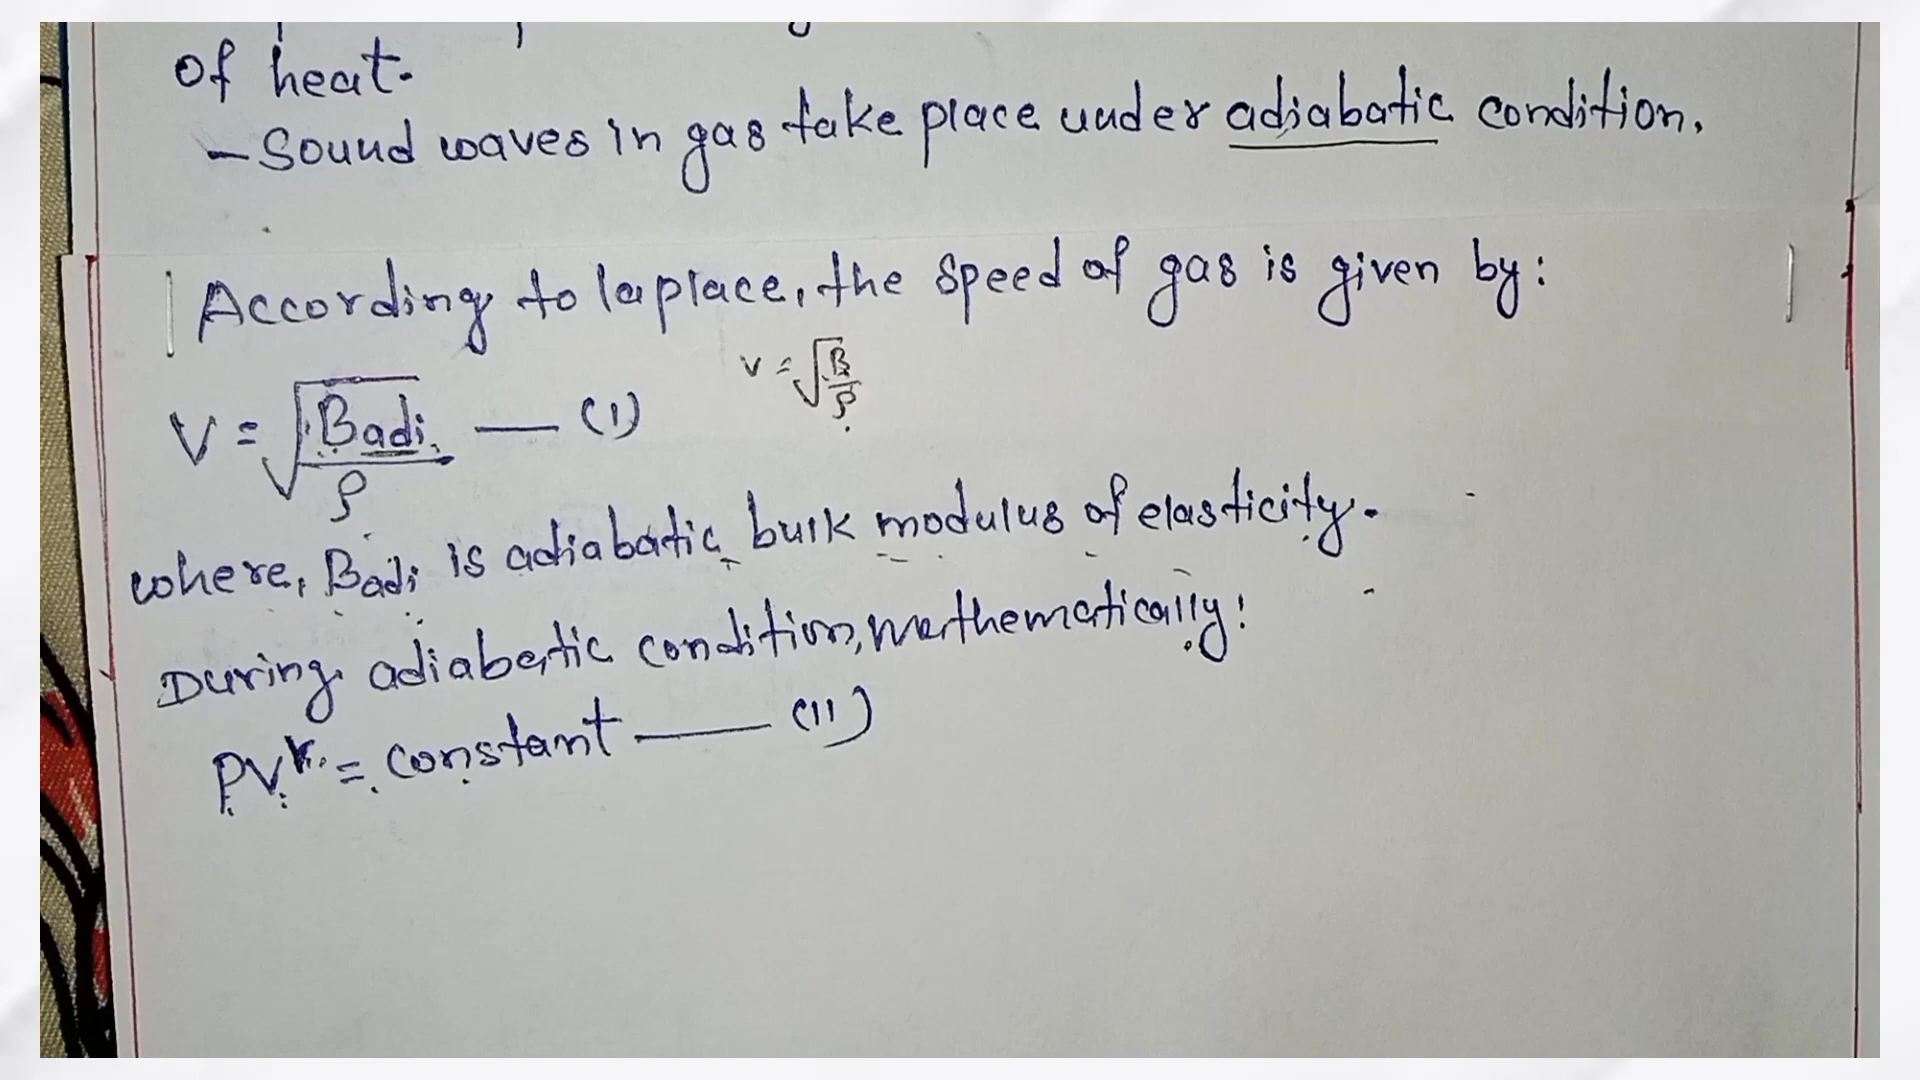 of heat.
- Sound waves in gas take place under adiabatic condition.
According to laplace, the speed of gas is given by:
V = √(Badi/ρ) — (I)
v = √(B/ρ)
where, Badi is adiabatic bulk modulus of elasticity.
During adiabatic condition, mathematically:
PV^γ = constant — (II)